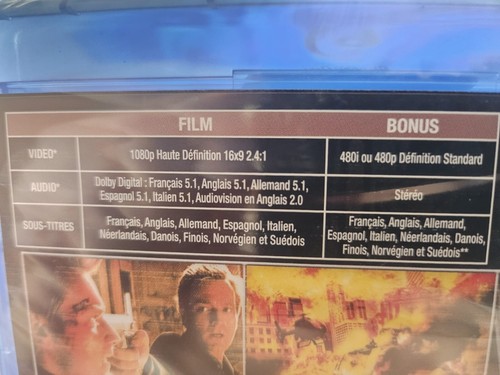 FILM BONUS
VIDEO* 1080p Haute Définition 16x9 2.4:1 480i ou 480p Définition Standard
AUDIO* Dolby Digital : Français 5.1, Anglais 5.1, Allemand 5.1,
Espagnol 5.1, Italien 5.1, Audiovision en Anglais 2.0 Stéréo
SOUS-TITRES Français, Anglais, Allemand, Espagnol, Italien,
Néerlandais, Danois, Finois, Norvégien et Suédois
Français, Anglais, Allemand,
Espagnol, Italien, Néerlandais, Danois,
Finois, Norvégien et Suédois**